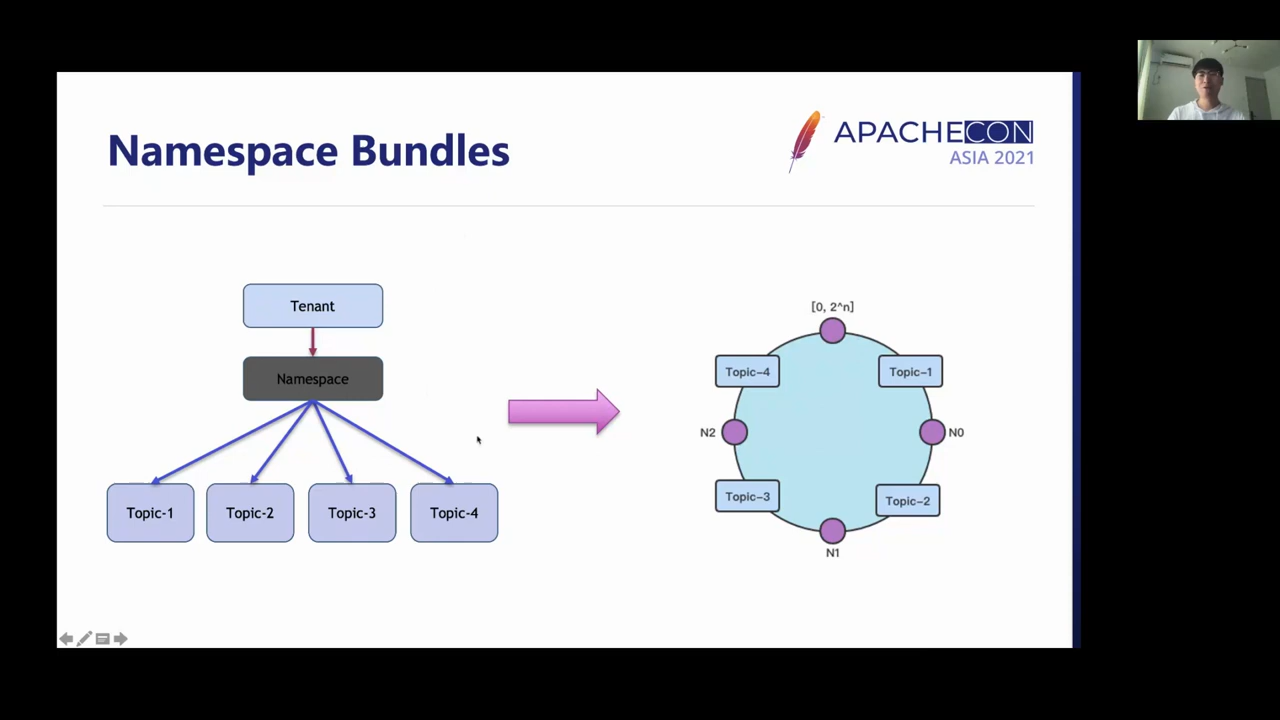 Namespace Bundles
APACHECON
ASIA 2021
Tenant
Namespace
Topic-1
Topic-2
Topic-3
Topic-4
[0, 2^n]
Topic-4
Topic-1
N2
N0
Topic-3
Topic-2
N1